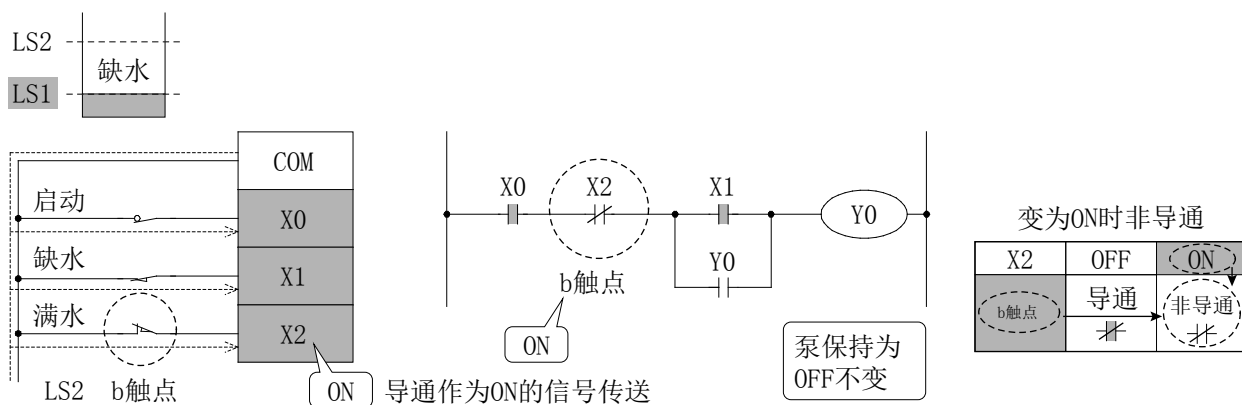 LS2
缺水
LS1
COM
启动
X0
缺水
X1
满水
X2
LS2
b触点
ON
导通作为ON的信号传送
X0
X2
X1
Y0
Y0
b触点
ON
泵保持为
OFF不变
变为ON时非导通
X2
OFF
ON
b触点
导通
非导通